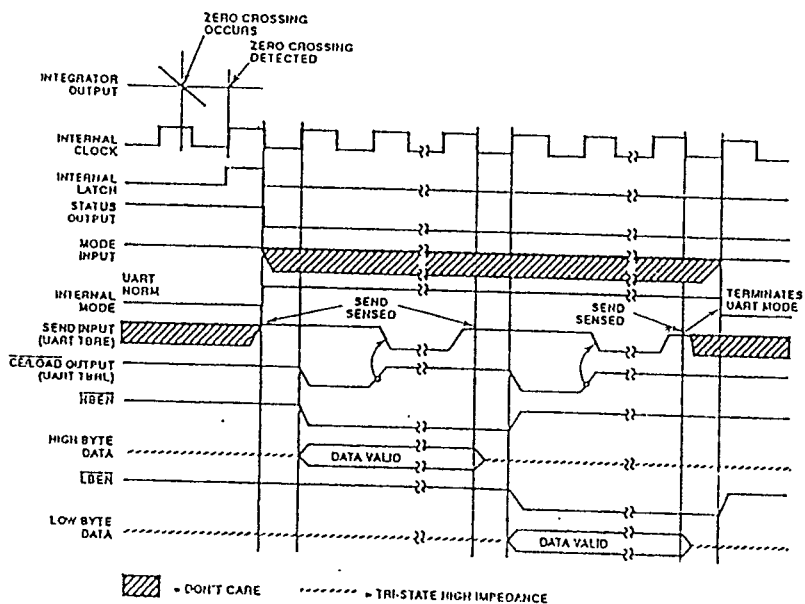 ZERO CROSSING
OCCURS
ZERO CROSSING
DETECTED
INTEGRATOR
OUTPUT
INTERNAL
CLOCK
INTERNAL
LATCH
STATUS
OUTPUT
MODE
INPUT
UART
NORM
INTERNAL
MODE
SEND
SENSED
SEND
SENSED
TERMINATES
UART MODE
SEND INPUT
(UART TBRE)
CE/LOAD OUTPUT
(UART TBRL)
HBEN
HIGH BYTE
DATA
DATA VALID
LBEN
LOW BYTE
DATA
DATA VALID
= DON'T CARE
= TRI-STATE HIGH IMPEDANCE